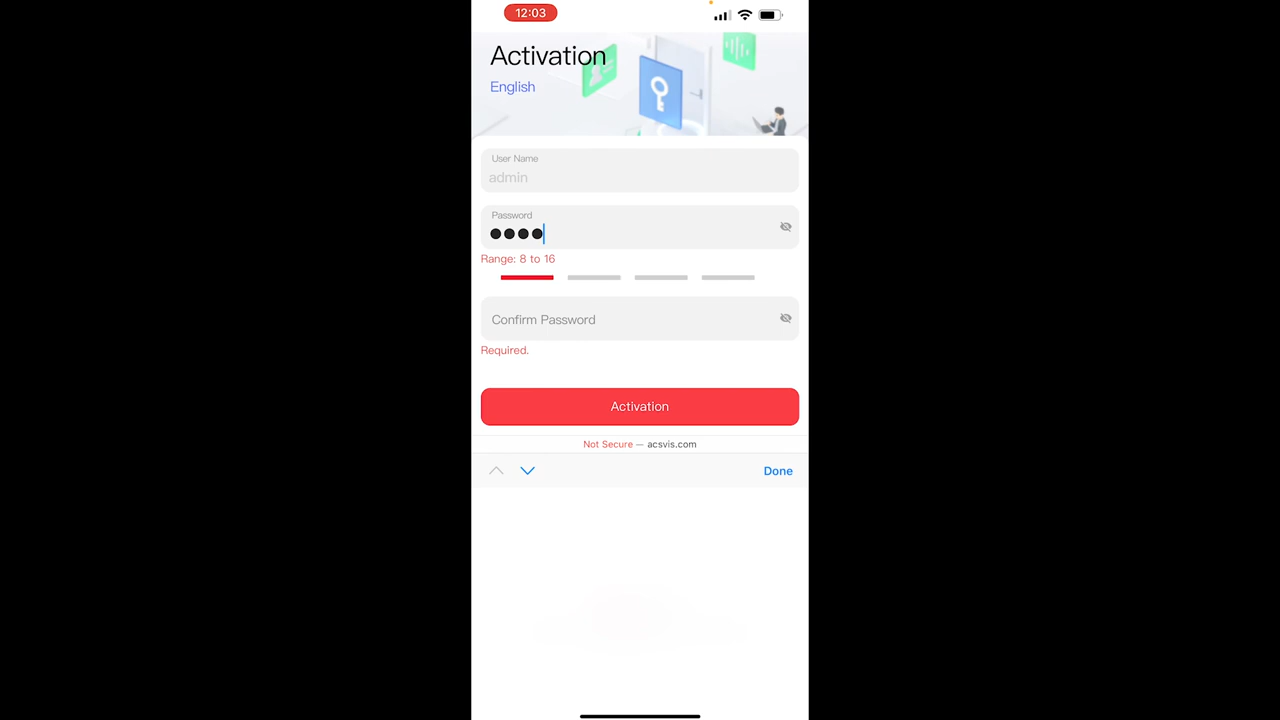 12:03
Activation
English
User Name
admin
Password
Range: 8 to 16
Confirm Password
Required.
Activation
Not Secure — acsvis.com
Done